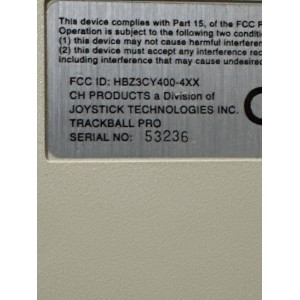 This device complies with Part 15, of the FCC
Operation is subject to the following two
(1) this device may not cause harmful
(2) this device must accept any interference
including interference that may cause
FCC ID: HBZ3CY400-4XX
CH PRODUCTS a Division of
JOYSTICK TECHNOLOGIES INC.
TRACKBALL PRO
SERIAL NO: 53236